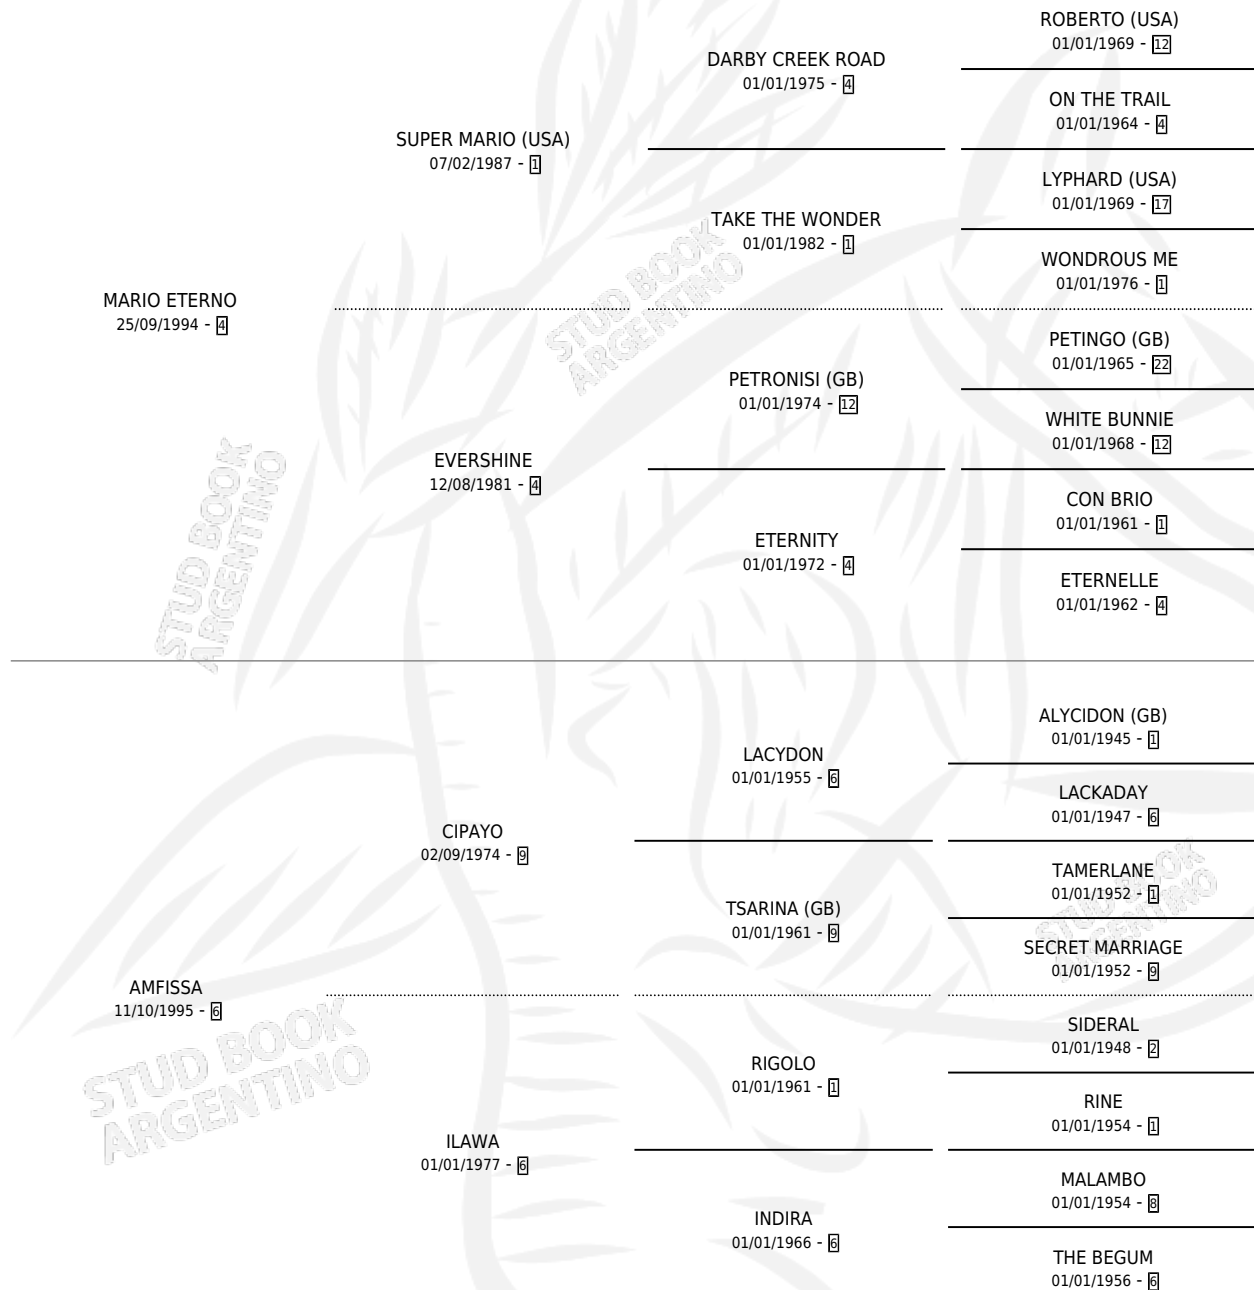 ROBERTO (USA)
01/01/1969 - 12
DARBY CREEK ROAD
01/01/1975 - 4
ON THE TRAIL
01/01/1964 - 4
SUPER MARIO (USA)
07/02/1987 - 1
LYPHARD (USA)
01/01/1969 - 17
TAKE THE WONDER
01/01/1982 - 1
WONDROUS ME
01/01/1976 - 1
MARIO ETERNO
25/09/1994 - 4
STUD BOOK
ARGENTINO
PETINGO (GB)
01/01/1965 - 22
PETRONISI (GB)
01/01/1974 - 12
WHITE BUNNIE
01/01/1968 - 12
EVERSHINE
12/08/1981 - 4
CON BRIO
01/01/1961 - 1
ETERNITY
01/01/1972 - 4
ETERNELLE
01/01/1962 - 4
STUD BOOK
ARGENTINO
ALYCIDON (GB)
01/01/1945 - 1
LACYDON
01/01/1955 - 6
LACKADAY
01/01/1947 - 6
CIPAYO
02/09/1974 - 9
TAMERLANE
01/01/1952 - 1
TSARINA (GB)
01/01/1961 - 9
SECRET MARRIAGE
01/01/1952 - 9
STUD BOOK
ARGENTINO
AMFISSA
11/10/1995 - 6
SIDERAL
01/01/1948 - 2
RIGOLO
01/01/1961 - 1
RINE
01/01/1954 - 1
STUD BOOK
ARGENTINO
ILAWA
01/01/1977 - 6
MALAMBO
01/01/1954 - 8
INDIRA
01/01/1966 - 6
THE BEGUM
01/01/1956 - 6